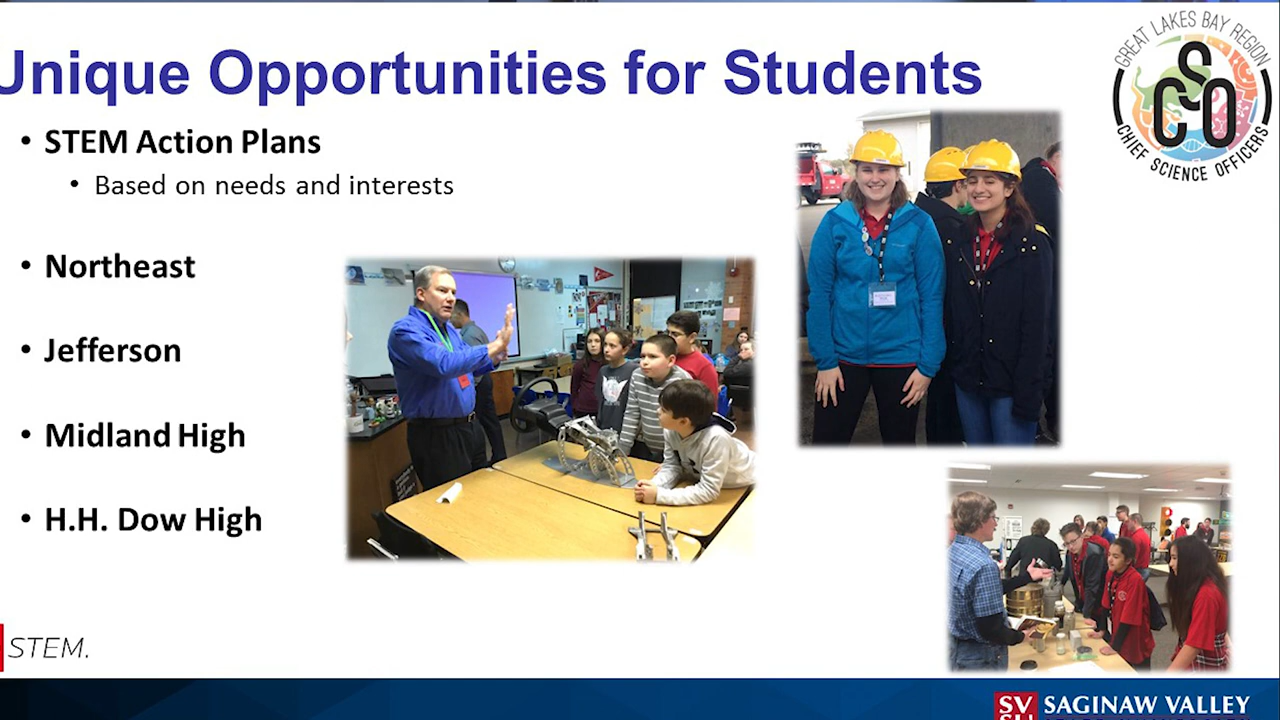 Unique Opportunities for Students
GREAT LAKES BAY REGION
CSO
CHIEF SCIENCE OFFICERS
• STEM Action Plans
• Based on needs and interests
• Northeast
• Jefferson
• Midland High
• H.H. Dow High
STEM.
SV
SAGINAW VALLEY